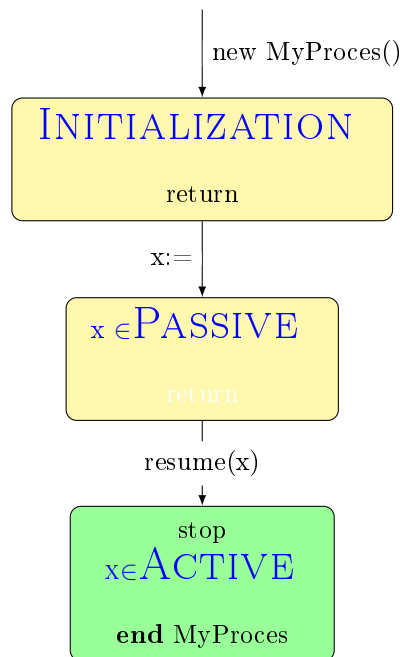 new MyProces()
INITIALIZATION
return
x:=
x ∈PASSIVE
return
resume(x)
stop
x∈ACTIVE
end MyProces